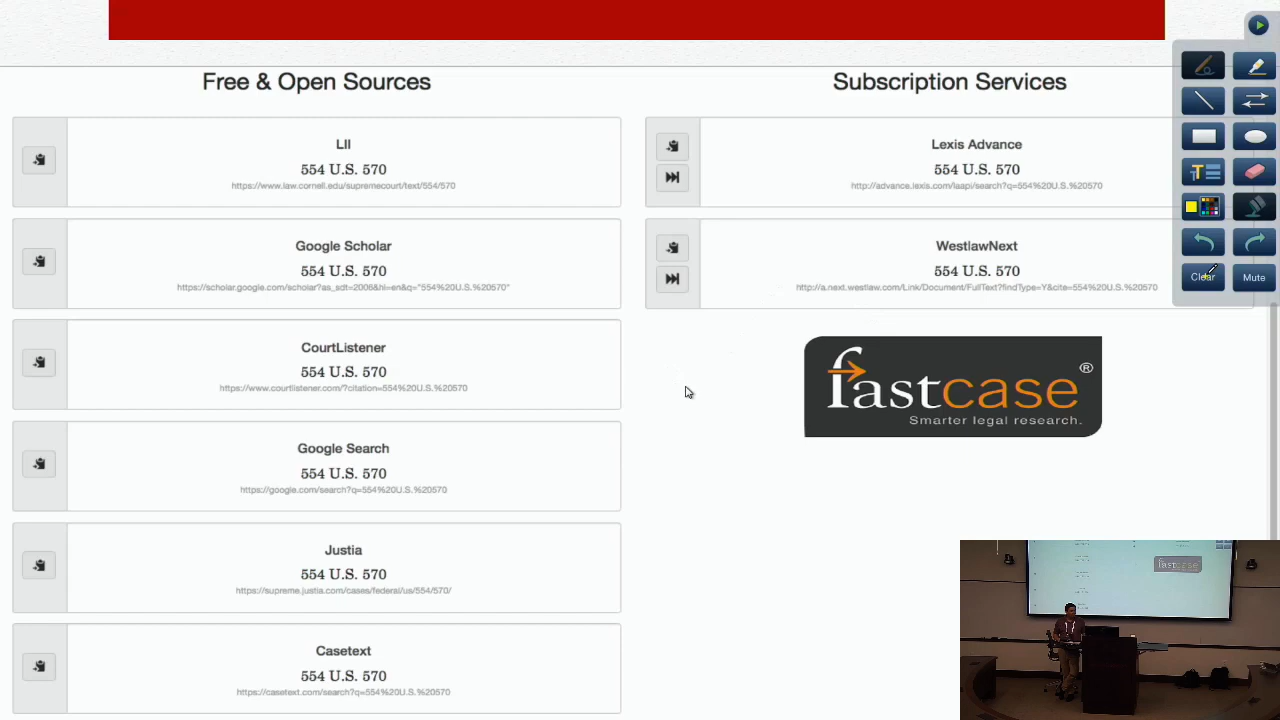 Free & Open Sources
LII
554 U.S. 570
https://www.law.cornell.edu/supremecourt/text/554/570
Google Scholar
554 U.S. 570
https://scholar.google.com/scholar?as_sdt=2006&hl=en&q="554%20U.S.%20570"
CourtListener
554 U.S. 570
https://www.courtlistener.com/?citation=554%20U.S.%20570
Google Search
554 U.S. 570
https://google.com/search?q=554%20U.S.%20570
Justia
554 U.S. 570
https://supreme.justia.com/cases/federal/us/554/570/
Casetext
554 U.S. 570
https://casetext.com/search?q=554%20U.S.%20570
Subscription Services
Lexis Advance
554 U.S. 570
http://advance.lexis.com/laapi/search?q=554%20U.S.%20570
WestlawNext
554 U.S. 570
http://a.next.westlaw.com/Link/Document/FullText?findType=Y&cite=554%20U.S.%20570
fastcase®
Smarter legal research.
T
Clear
Mute
fastcase